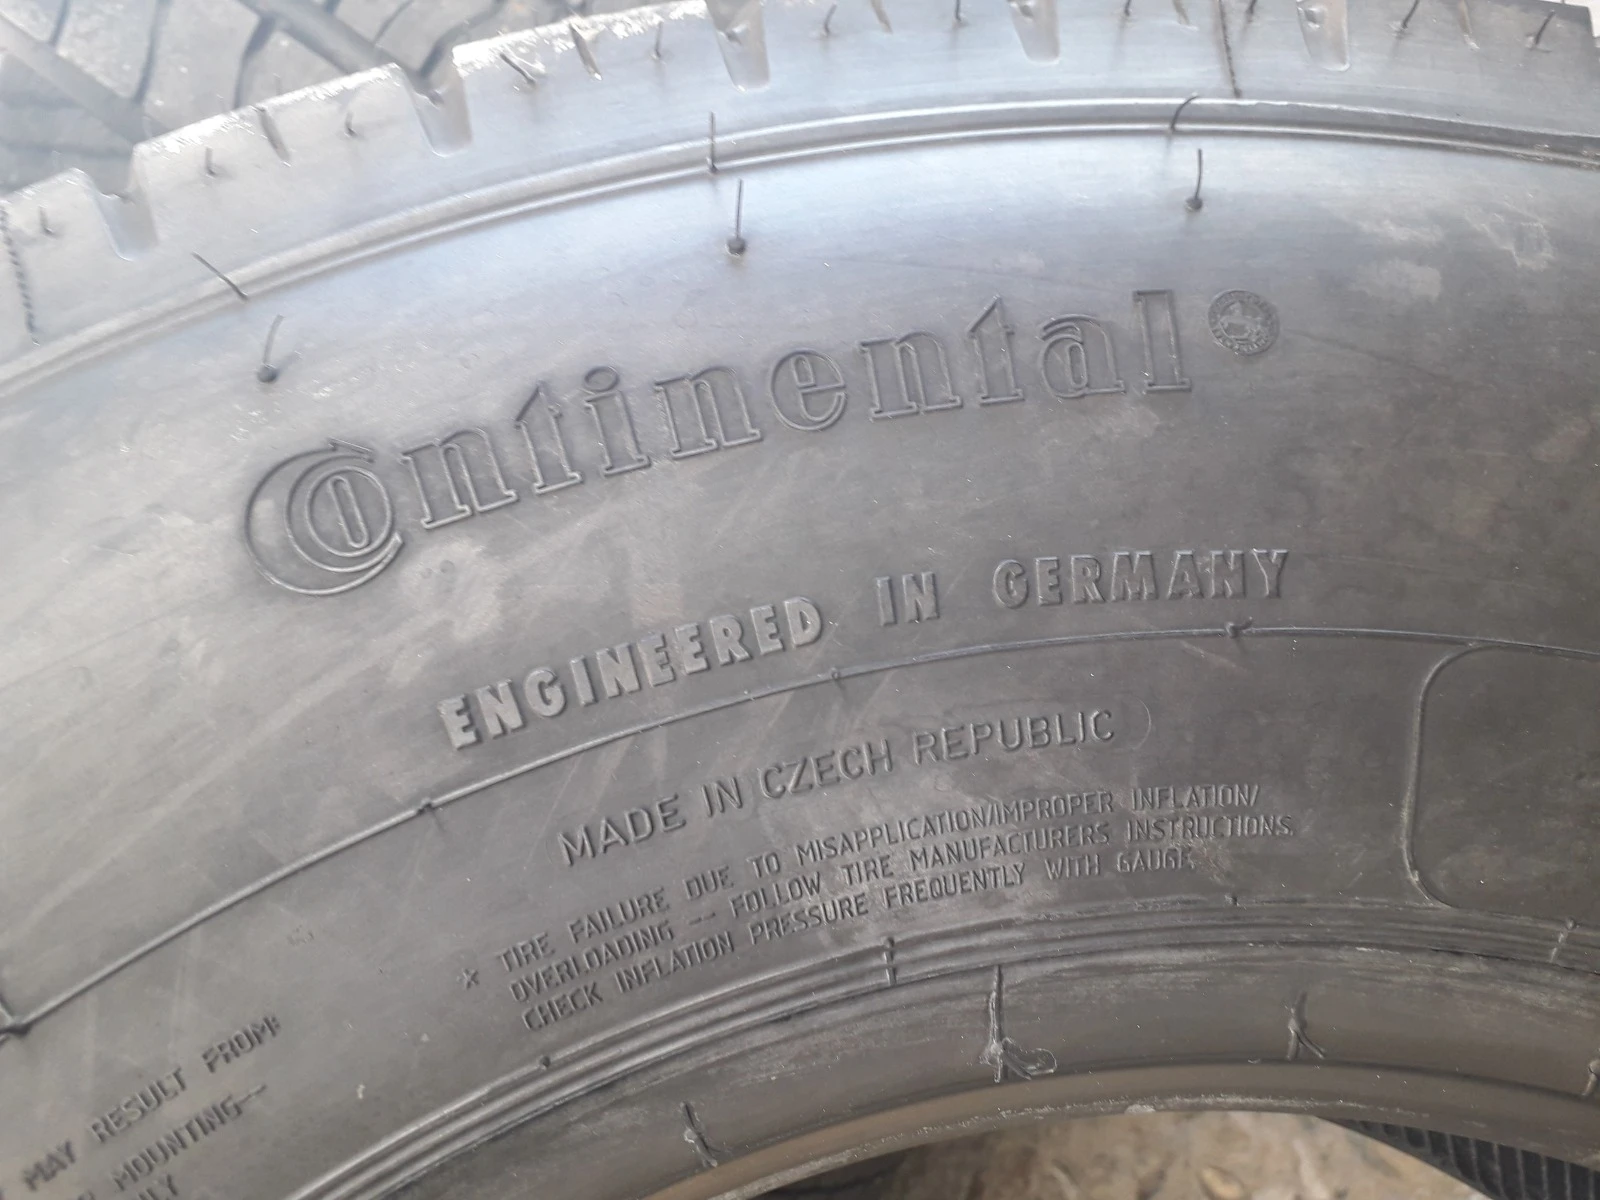 Continental
ENGINEERED IN GERMANY
MADE IN CZECH REPUBLIC
* TIRE FAILURE DUE TO MISAPPLICATION/IMPROPER INFLATION/
OVERLOADING -- FOLLOW TIRE MANUFACTURERS INSTRUCTIONS.
CHECK INFLATION PRESSURE FREQUENTLY WITH GAUGE.
MAY RESULT FROM:
MOUNTING--